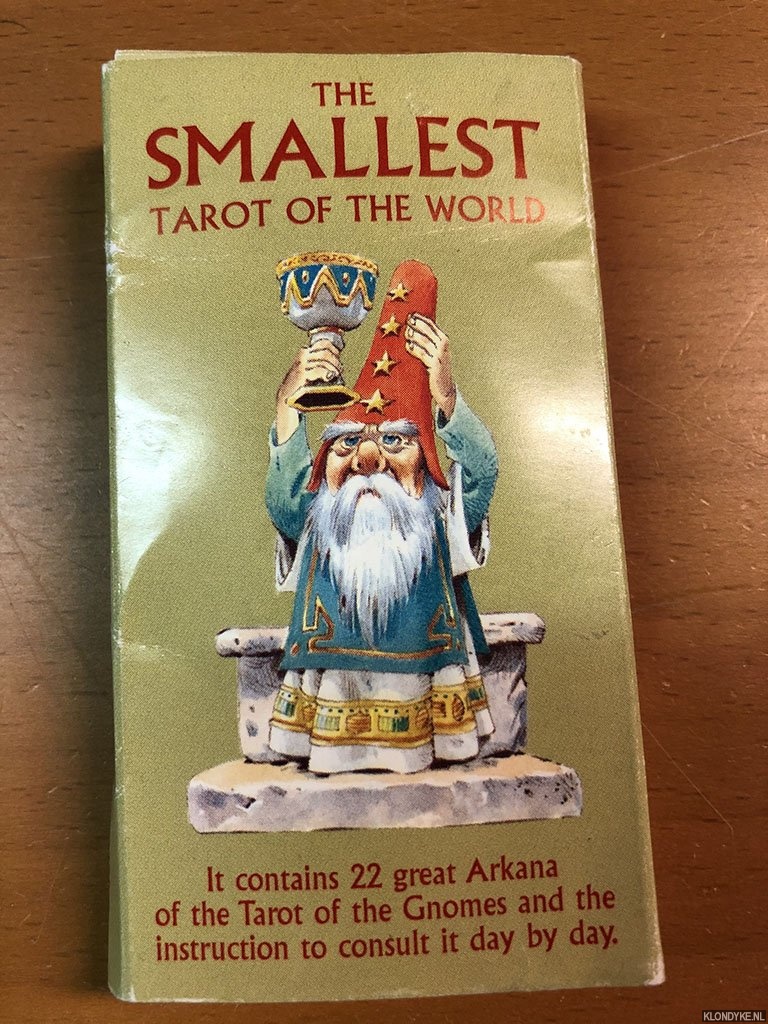 THE
SMALLEST
TAROT OF THE WORLD
It contains 22 great Arkana
of the Tarot of the Gnomes and the
instruction to consult it day by day.
KLONDYKE.NL